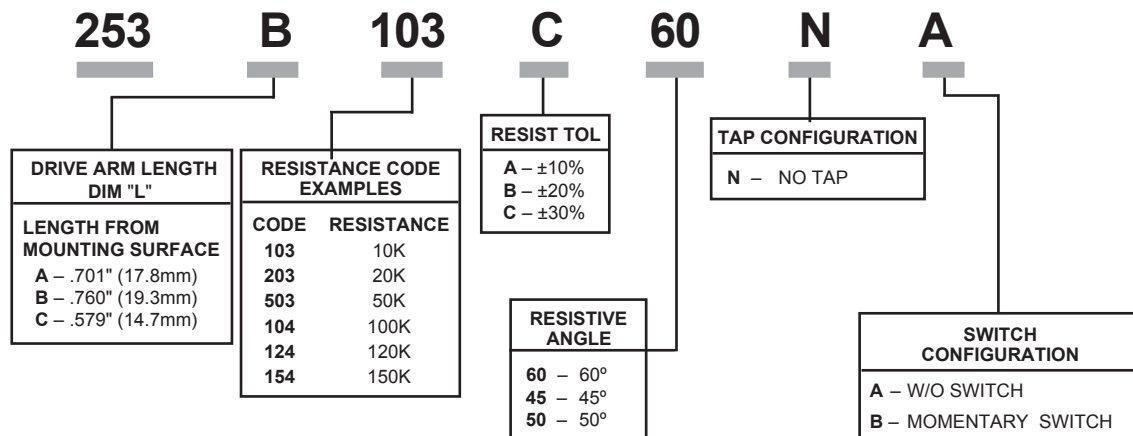 253 B 103 C 60 N A
DRIVE ARM LENGTH
DIM "L"
LENGTH FROM
MOUNTING SURFACE
A – .701" (17.8mm)
B – .760" (19.3mm)
C – .579" (14.7mm)
RESISTANCE CODE
EXAMPLES
CODE RESISTANCE
103 10K
203 20K
503 50K
104 100K
124 120K
154 150K
RESIST TOL
A – ±10%
B – ±20%
C – ±30%
RESISTIVE
ANGLE
60 – 60º
45 – 45º
50 – 50º
TAP CONFIGURATION
N – NO TAP
SWITCH
CONFIGURATION
A – W/O SWITCH
B – MOMENTARY SWITCH